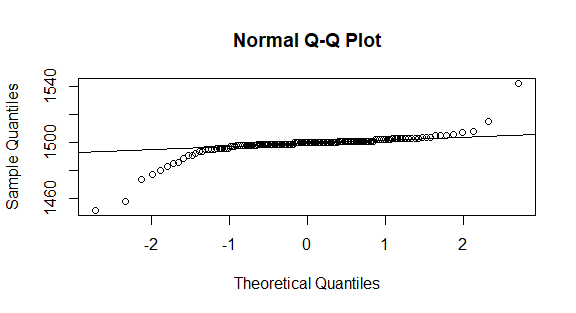 Normal Q-Q Plot
Sample Quantiles
1540
1500
1460
-2 -1 0 1 2
Theoretical Quantiles